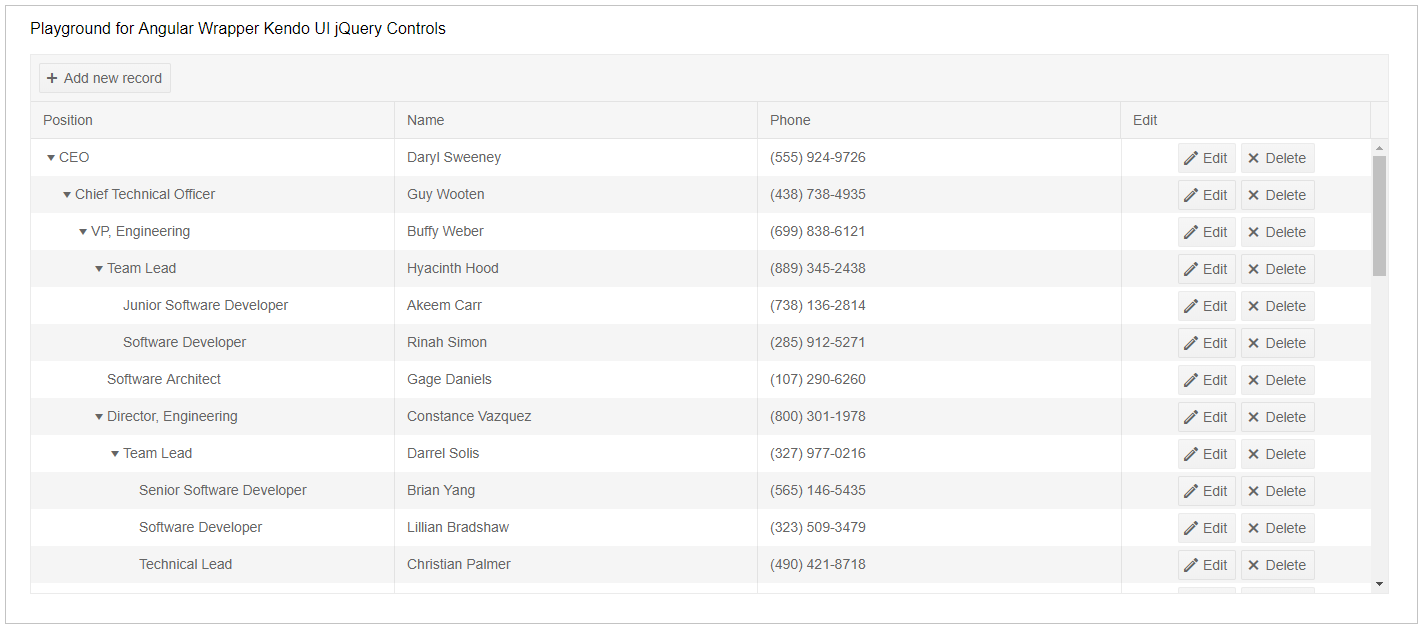 Playground for Angular Wrapper Kendo UI jQuery Controls
Add new record
Position Name Phone Edit
CEO Daryl Sweeney (555) 924-9726 Edit Delete
Chief Technical Officer Guy Wooten (438) 738-4935 Edit Delete
VP, Engineering Buffy Weber (699) 838-6121 Edit Delete
Team Lead Hyacinth Hood (889) 345-2438 Edit Delete
Junior Software Developer Akeem Carr (738) 136-2814 Edit Delete
Software Developer Rinah Simon (285) 912-5271 Edit Delete
Software Architect Gage Daniels (107) 290-6260 Edit Delete
Director, Engineering Constance Vazquez (800) 301-1978 Edit Delete
Team Lead Darrel Solis (327) 977-0216 Edit Delete
Senior Software Developer Brian Yang (565) 146-5435 Edit Delete
Software Developer Lillian Bradshaw (323) 509-3479 Edit Delete
Technical Lead Christian Palmer (490) 421-8718 Edit Delete